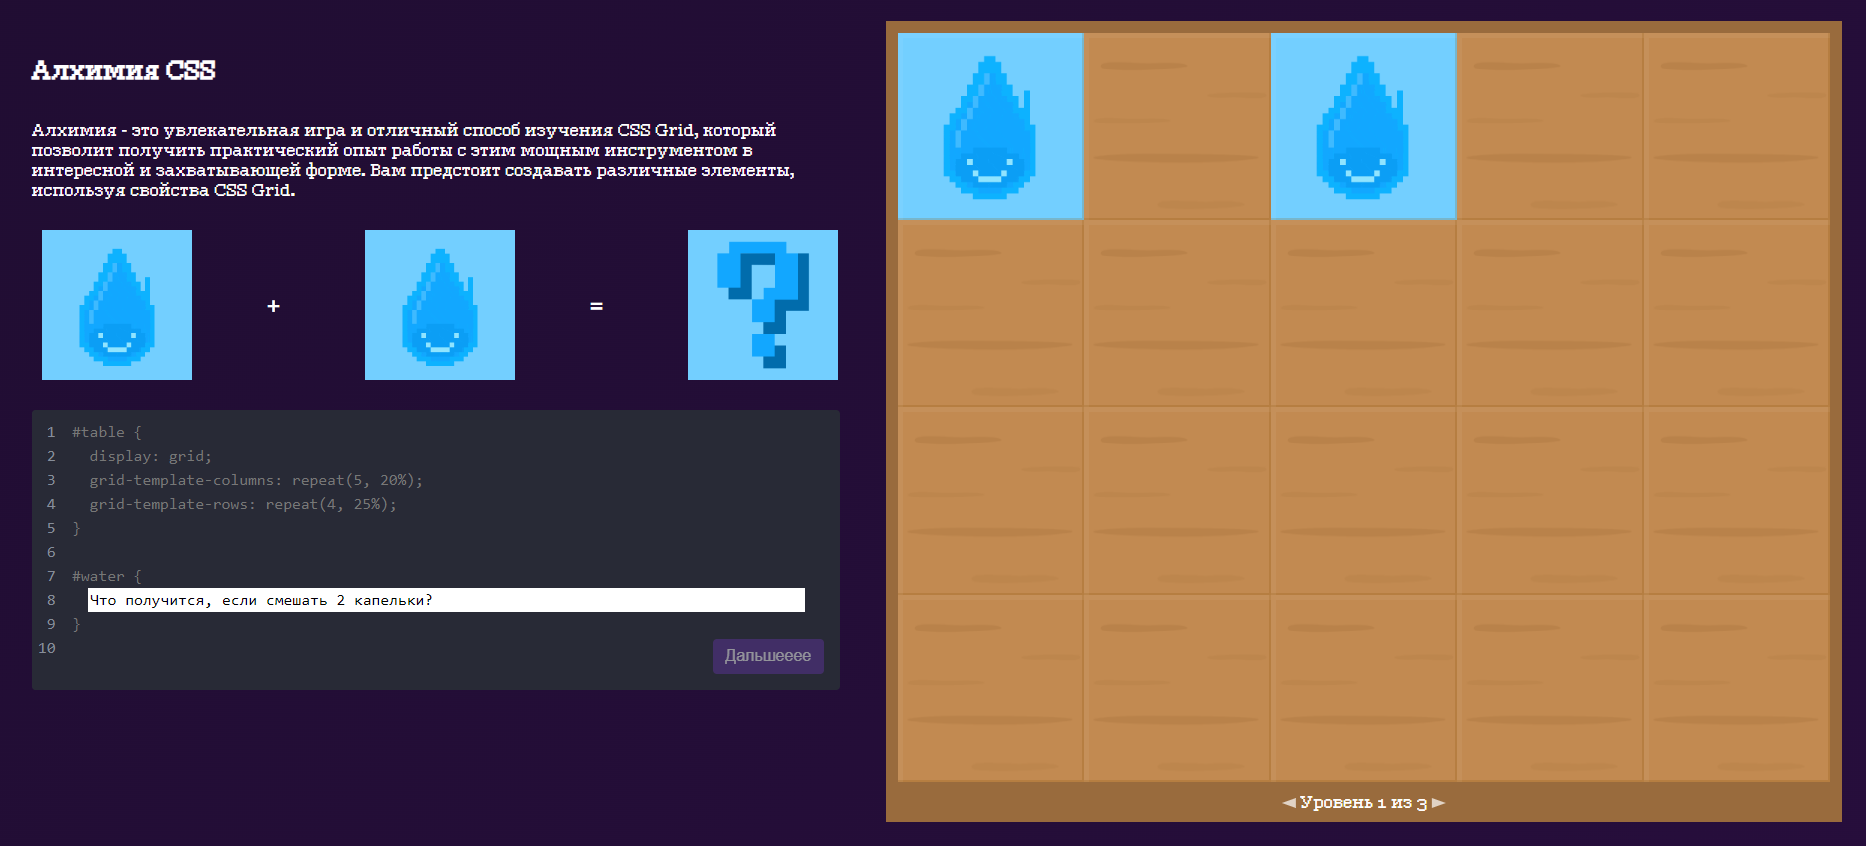 Алхимия CSS
Алхимия - это увлекательная игра и отличный способ изучения CSS Grid, который
позволит получить практический опыт работы с этим мощным инструментом в
интересной и захватывающей форме. Вам предстоит создавать различные элементы,
используя свойства CSS Grid.
+ = ?
1 #table {
2 display: grid;
3 grid-template-columns: repeat(5, 20%);
4 grid-template-rows: repeat(4, 25%);
5 }
6
7 #water {
8 Что получится, если смешать 2 капельки?
9 }
10
Дальшееее
◄ Уровень 1 из 3 ►